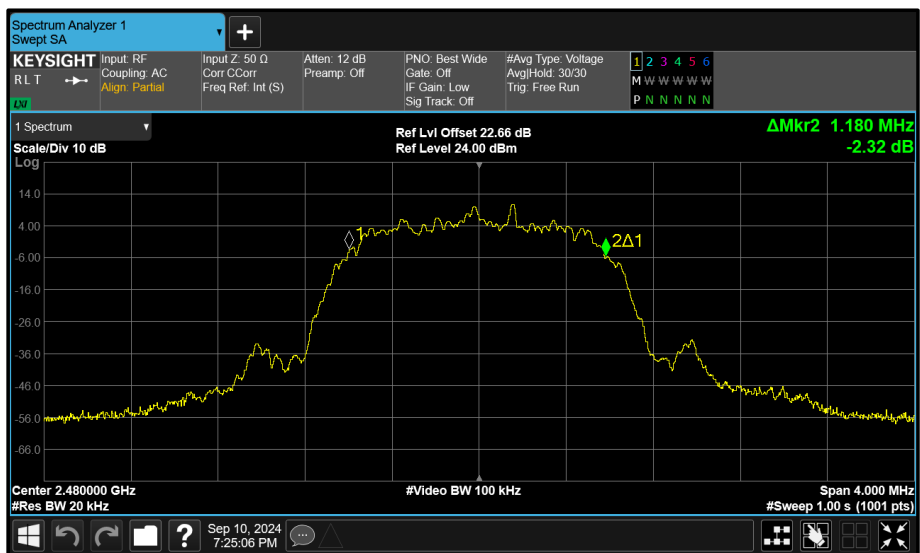 Spectrum Analyzer 1
Swept SA
+
KEYSIGHT
R L T
LXI
Input: RF
Coupling: AC
Align: Partial
Input Z: 50 Ω
Corr CCorr
Freq Ref: Int (S)
Atten: 12 dB
Preamp: Off
PNO: Best Wide
Gate: Off
IF Gain: Low
Sig Track: Off
#Avg Type: Voltage
Avg|Hold: 30/30
Trig: Free Run
1 2 3 4 5 6
M W W W W W
P N N N N N
1 Spectrum
Scale/Div 10 dB
Log
Ref Lvl Offset 22.66 dB
Ref Level 24.00 dBm
ΔMkr2 1.180 MHz
-2.32 dB
14.0
4.00
-6.00
-16.0
-26.0
-36.0
-46.0
-56.0
-66.0
1
2Δ1
Center 2.480000 GHz
#Res BW 20 kHz
#Video BW 100 kHz
Span 4.000 MHz
#Sweep 1.00 s (1001 pts)
?
Sep 10, 2024
7:25:06 PM